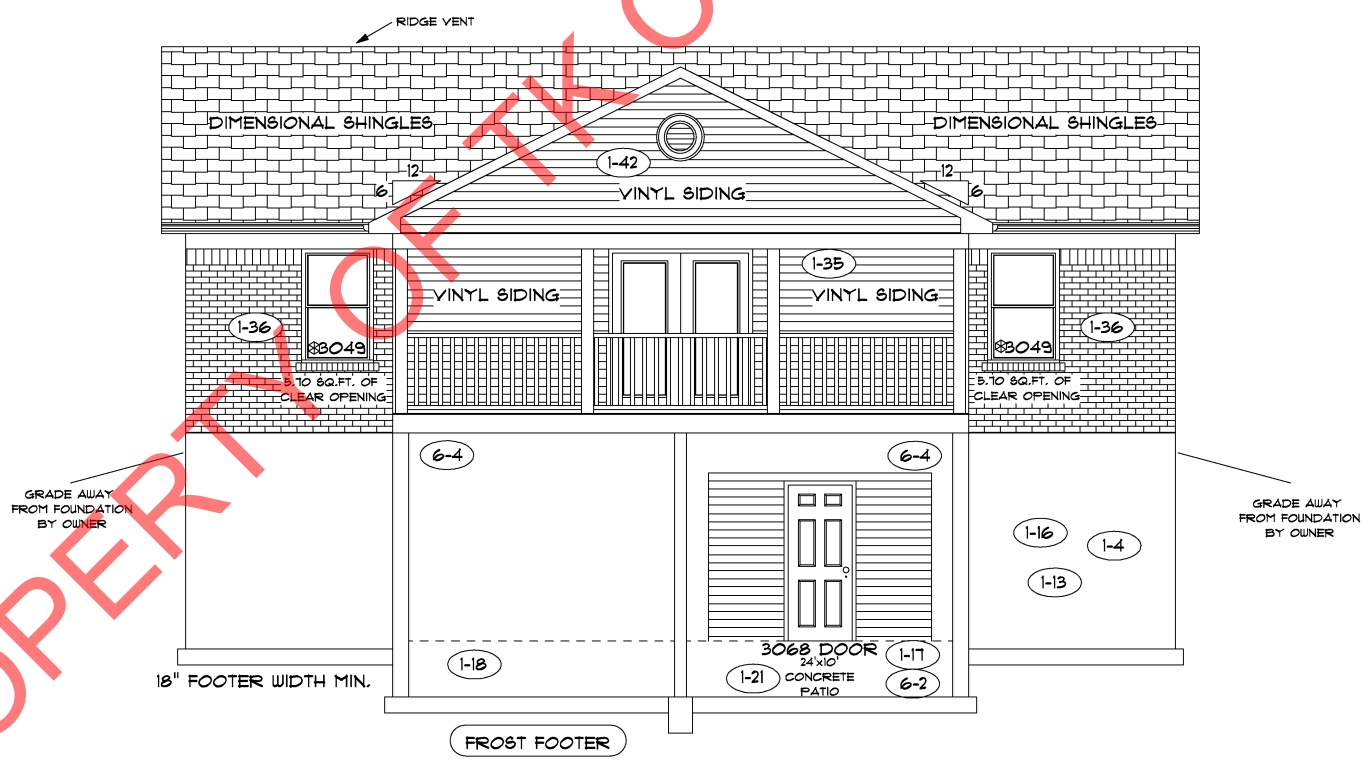 RIDGE VENT
DIMENSIONAL SHINGLES
DIMENSIONAL SHINGLES
12
6
1-42
12
6
VINYL SIDING
1-35
VINYL SIDING
VINYL SIDING
1-36
1-36
3049
3049
5.70 SQ.FT. OF
CLEAR OPENING
5.70 SQ.FT. OF
CLEAR OPENING
6-4
6-4
GRADE AWAY
FROM FOUNDATION
BY OWNER
GRADE AWAY
FROM FOUNDATION
BY OWNER
1-16
1-4
1-13
3068 DOOR
1-17
1-18
24'x10'
CONCRETE
PATIO
1-21
6-2
18" FOOTER WIDTH MIN.
FROST FOOTER
OPERTY OF TK O